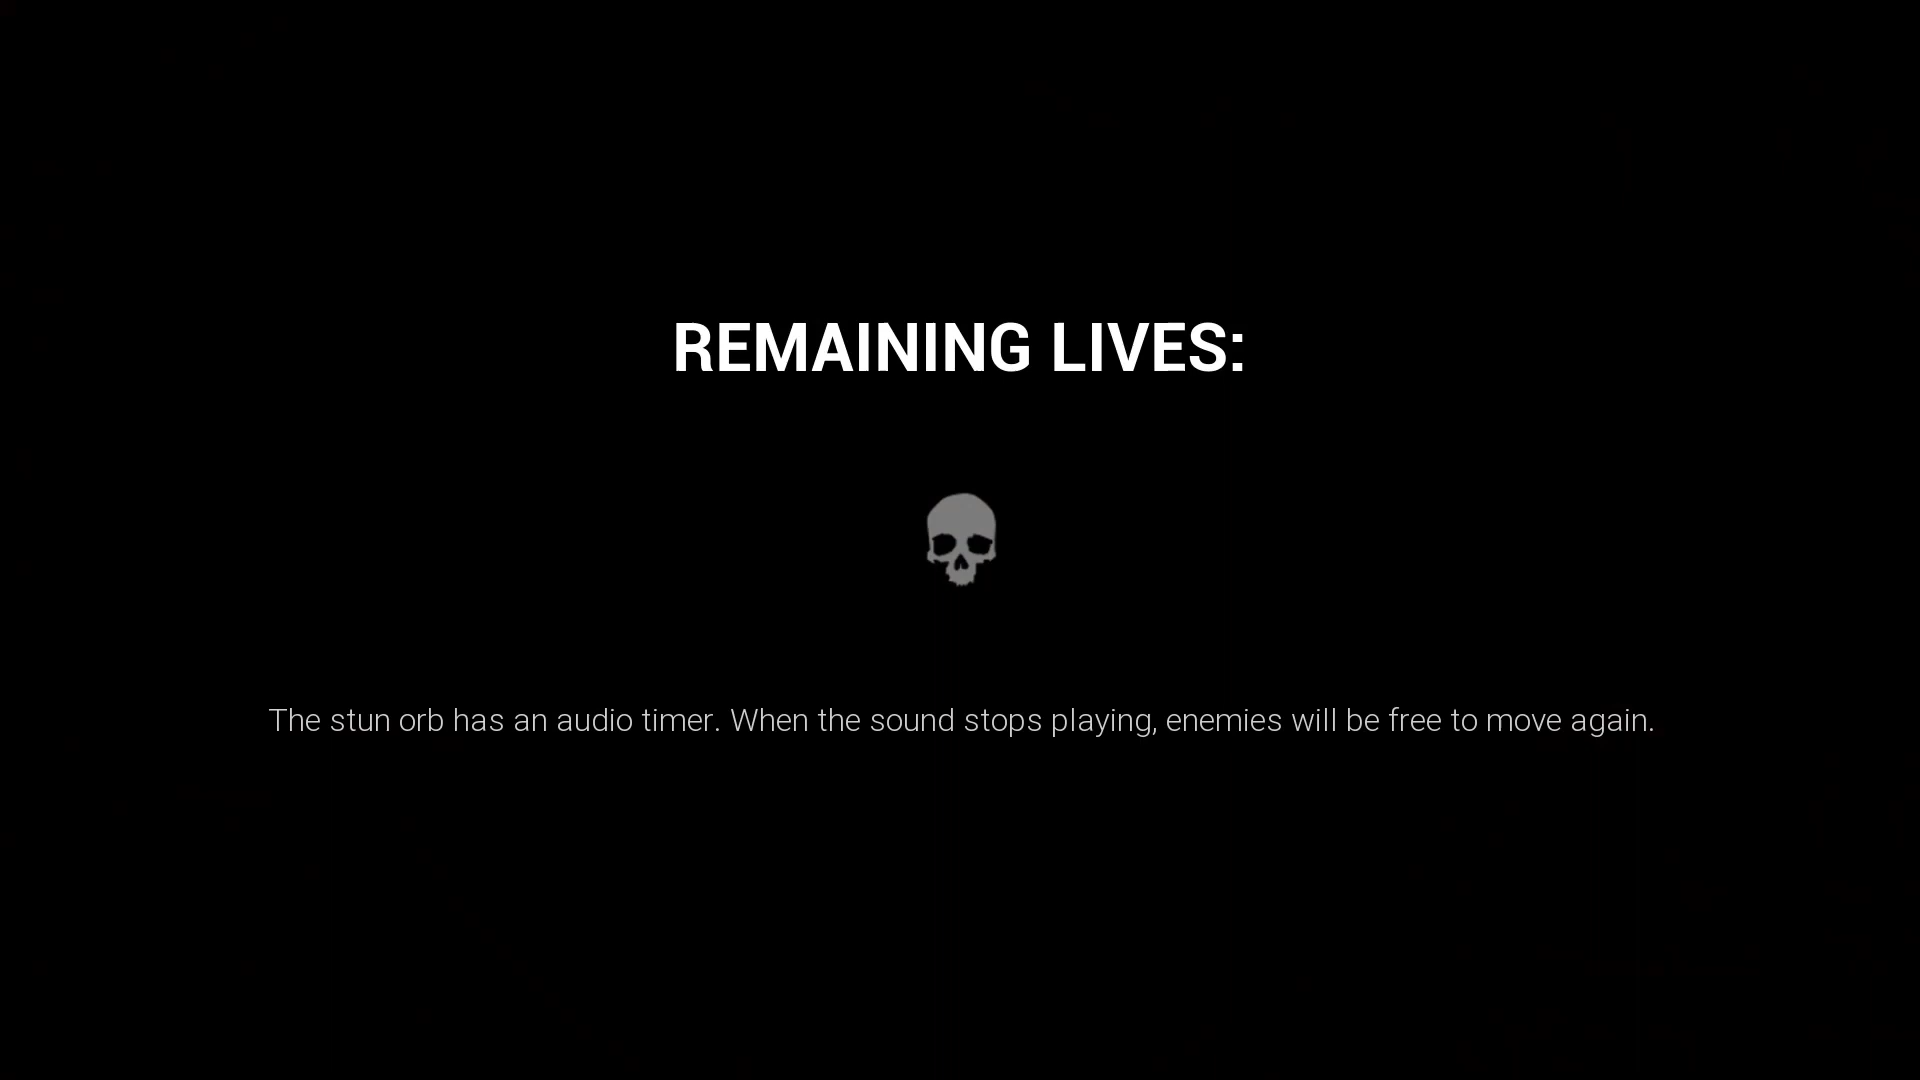 REMAINING LIVES:
The stun orb has an audio timer. When the sound stops playing, enemies will be free to move again.